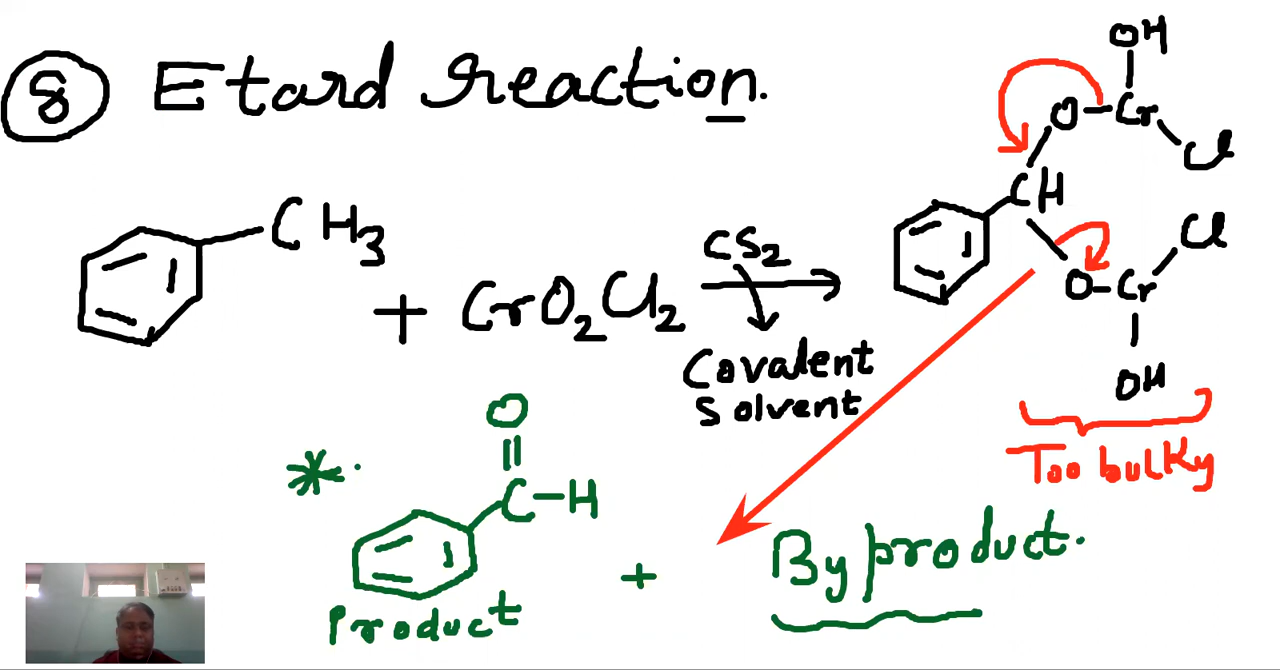 8 Etard reaction.
CH3 + CrO2Cl2
CS2
Covalent
Solvent
OH
O-Cr
Cl
CH
Cl
O-Cr
OH
Too bulky
O
C-H
Product
+
By product.